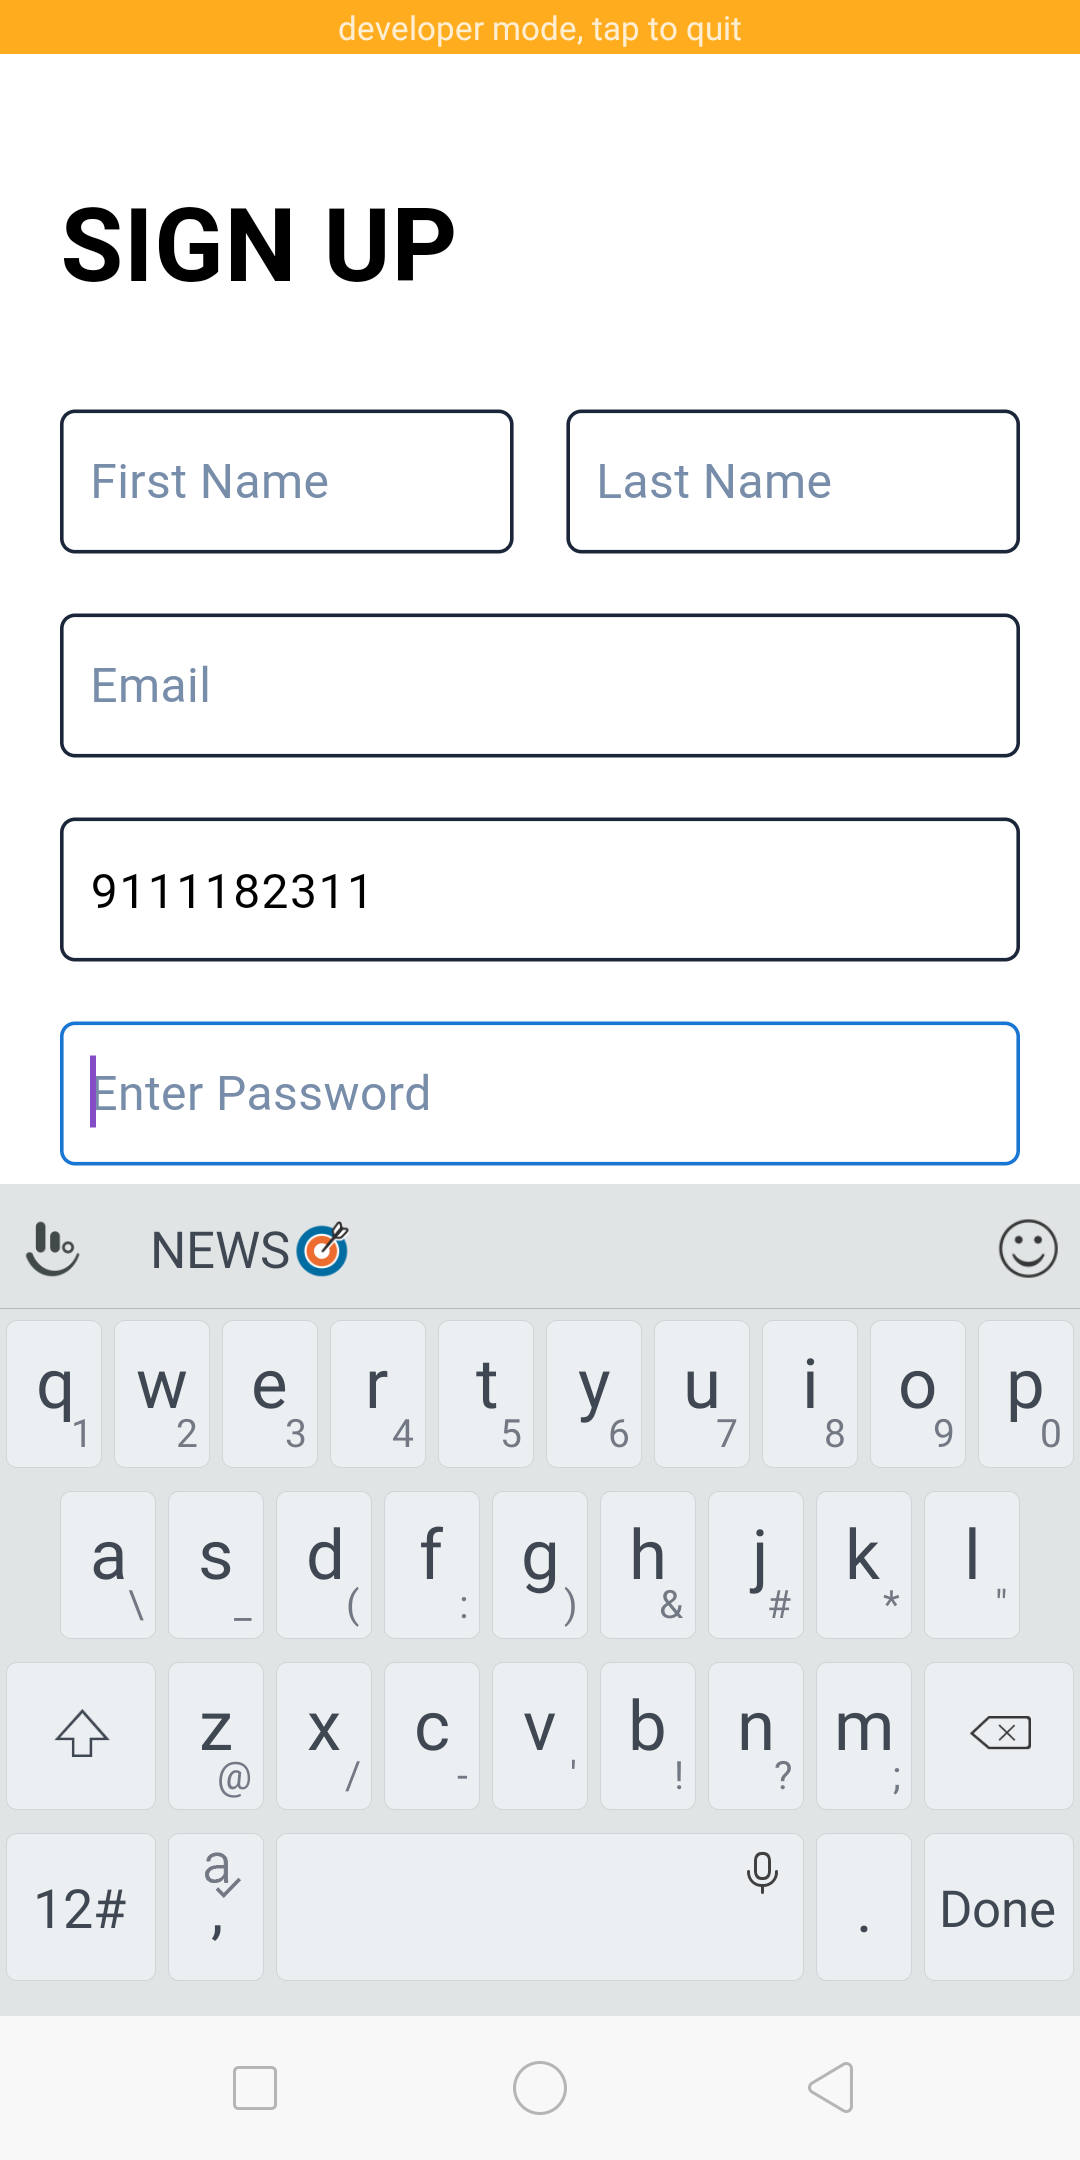 developer mode, tap to quit
SIGN UP
First Name Last Name
Email
9111182311
Enter Password
NEWS
q 1 w 2 e 3 r 4 t 5 y 6 u 7 i 8 o 9 p 0
a \ s _ d ( f : g ) h & j # k * l "
z @ x / c - v ' b ! n ? m ;
12# a , . Done